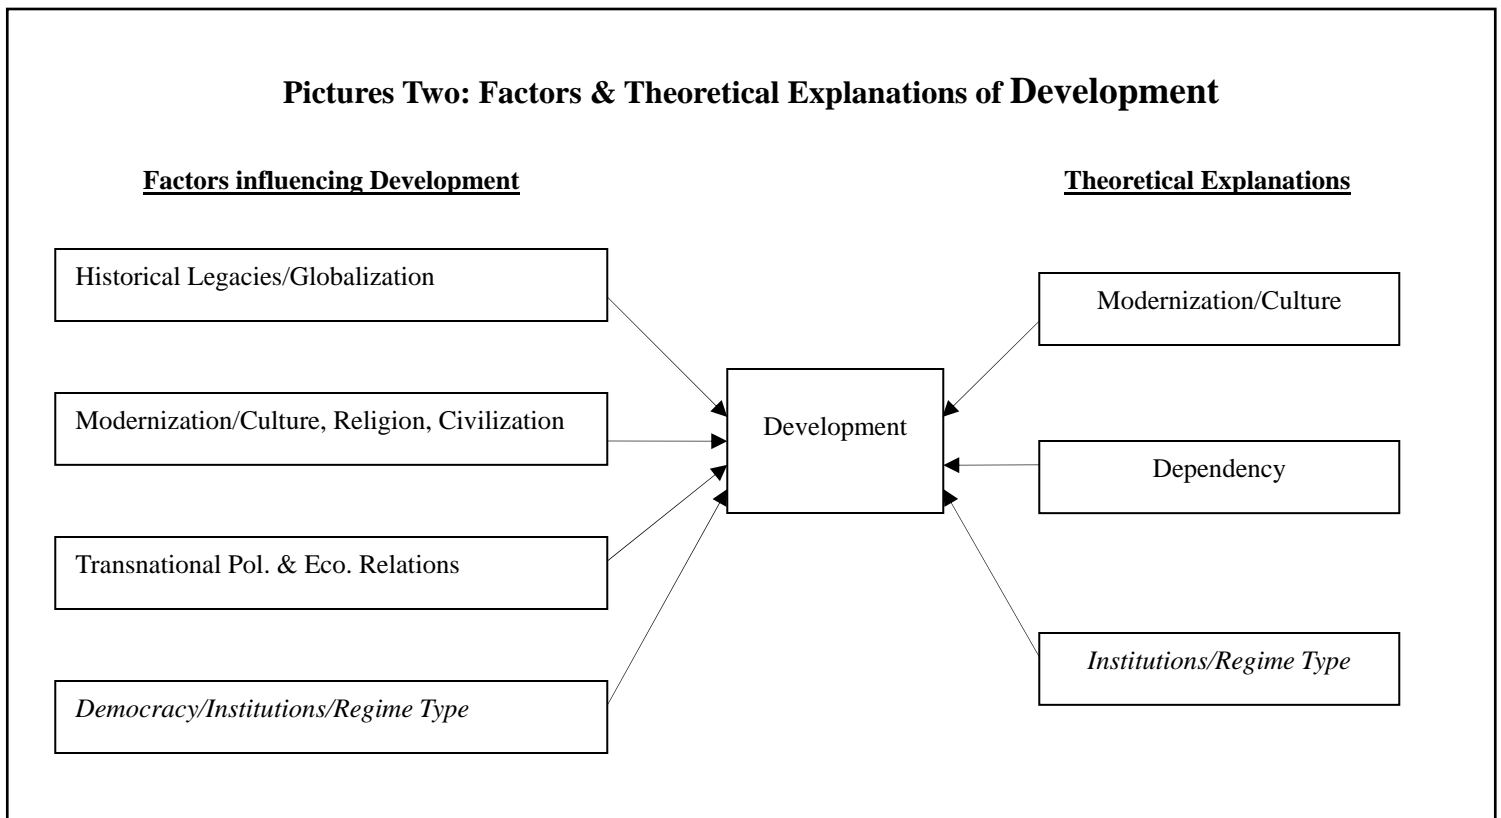 Pictures Two: Factors & Theoretical Explanations of Development
Factors influencing Development
Theoretical Explanations
Historical Legacies/Globalization
Modernization/Culture, Religion, Civilization
Transnational Pol. & Eco. Relations
Democracy/Institutions/Regime Type
Development
Modernization/Culture
Dependency
Institutions/Regime Type